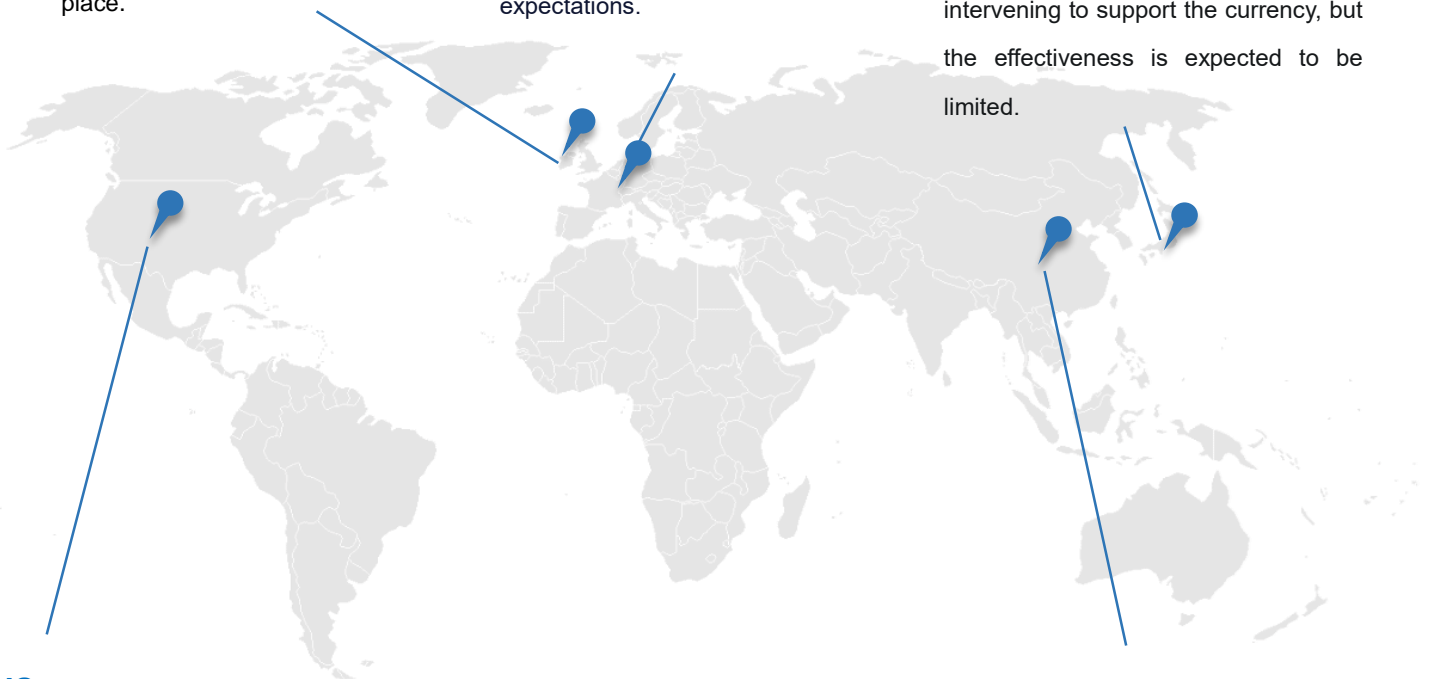 place.
expectations.
intervening to support the currency, but
the effectiveness is expected to be
limited.